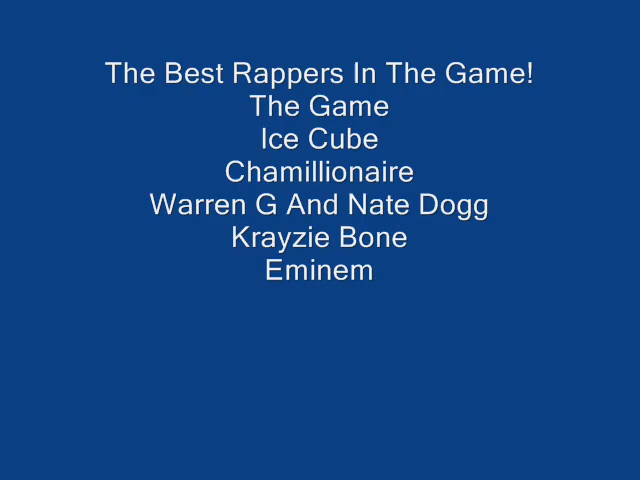 The Best Rappers In The Game!
The Game
Ice Cube
Chamillionaire
Warren G And Nate Dogg
Krayzie Bone
Eminem